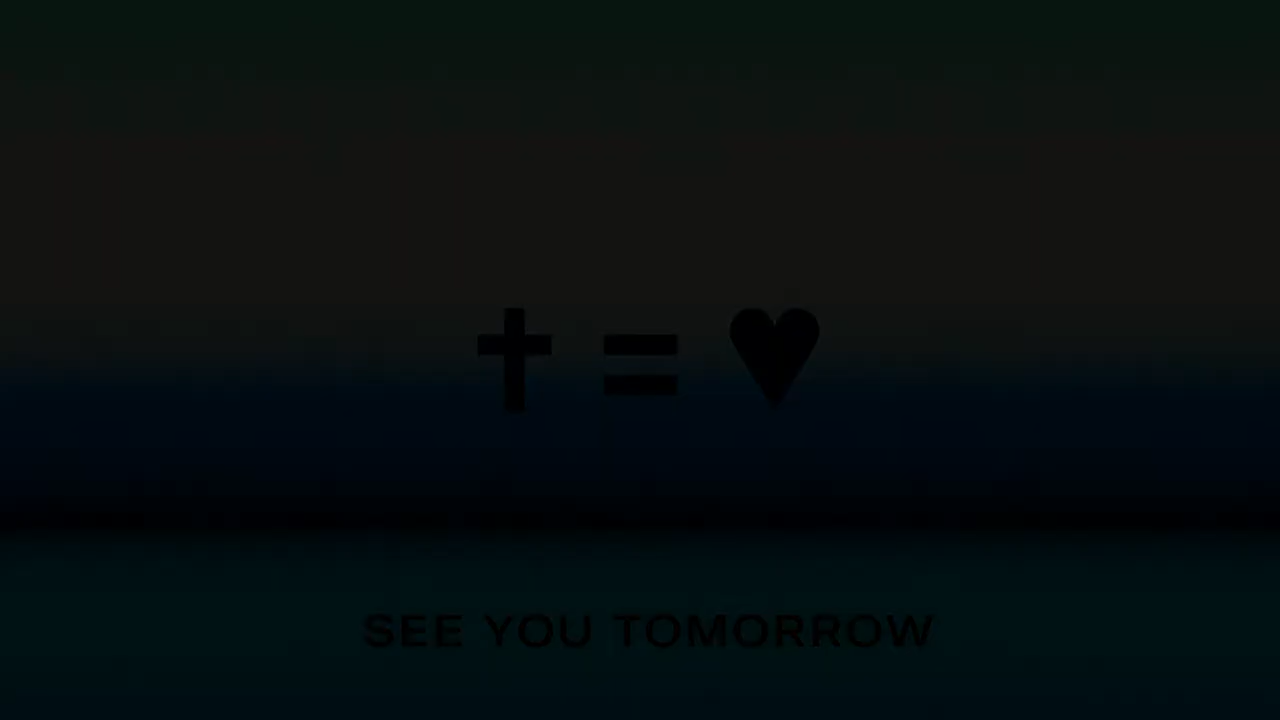 ✝ = ♥
SEE YOU TOMORROW